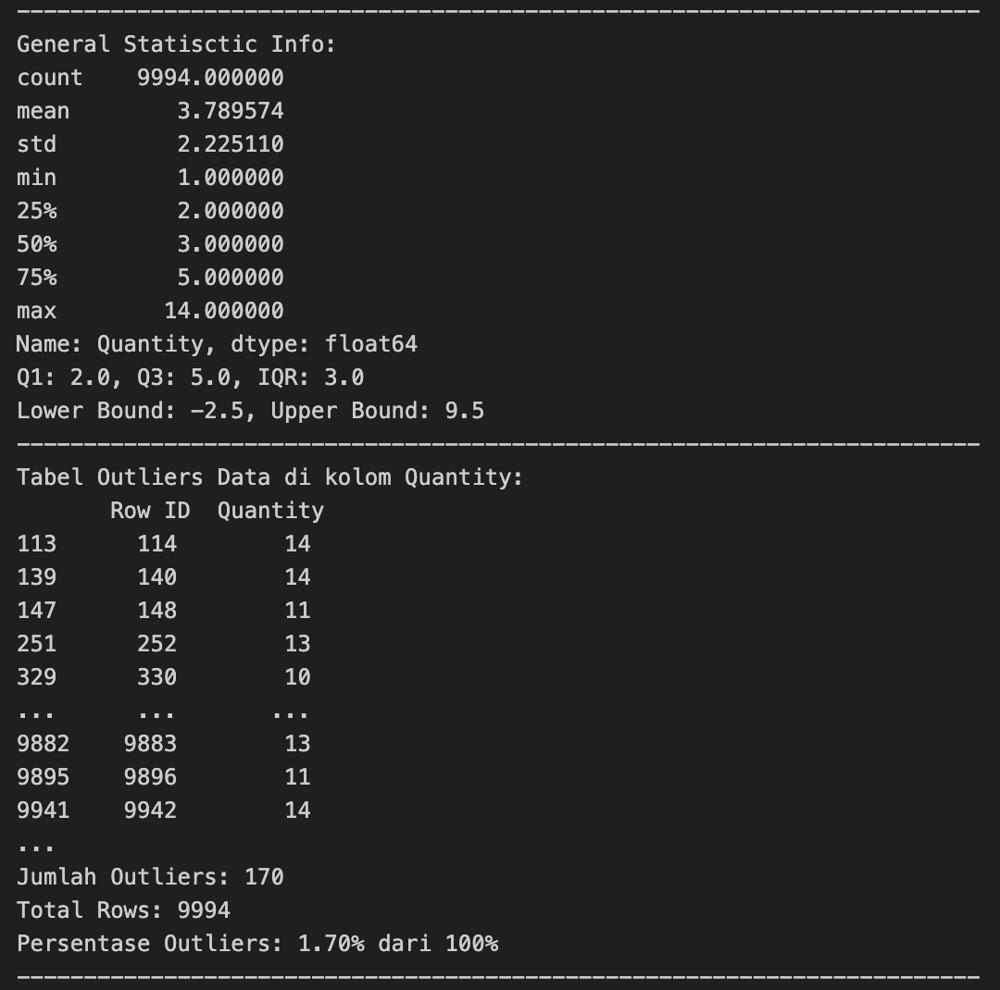 ------------------------------------------------------------------------
General Statisctic Info:
count    9994.000000
mean        3.789574
std         2.225110
min         1.000000
25%         2.000000
50%         3.000000
75%         5.000000
max        14.000000
Name: Quantity, dtype: float64
Q1: 2.0, Q3: 5.0, IQR: 3.0
Lower Bound: -2.5, Upper Bound: 9.5
------------------------------------------------------------------------
Tabel Outliers Data di kolom Quantity:
       Row ID  Quantity
113      114        14
139      140        14
147      148        11
251      252        13
329      330        10
...      ...       ...
9882    9883        13
9895    9896        11
9941    9942        14
...
Jumlah Outliers: 170
Total Rows: 9994
Persentase Outliers: 1.70% dari 100%
------------------------------------------------------------------------